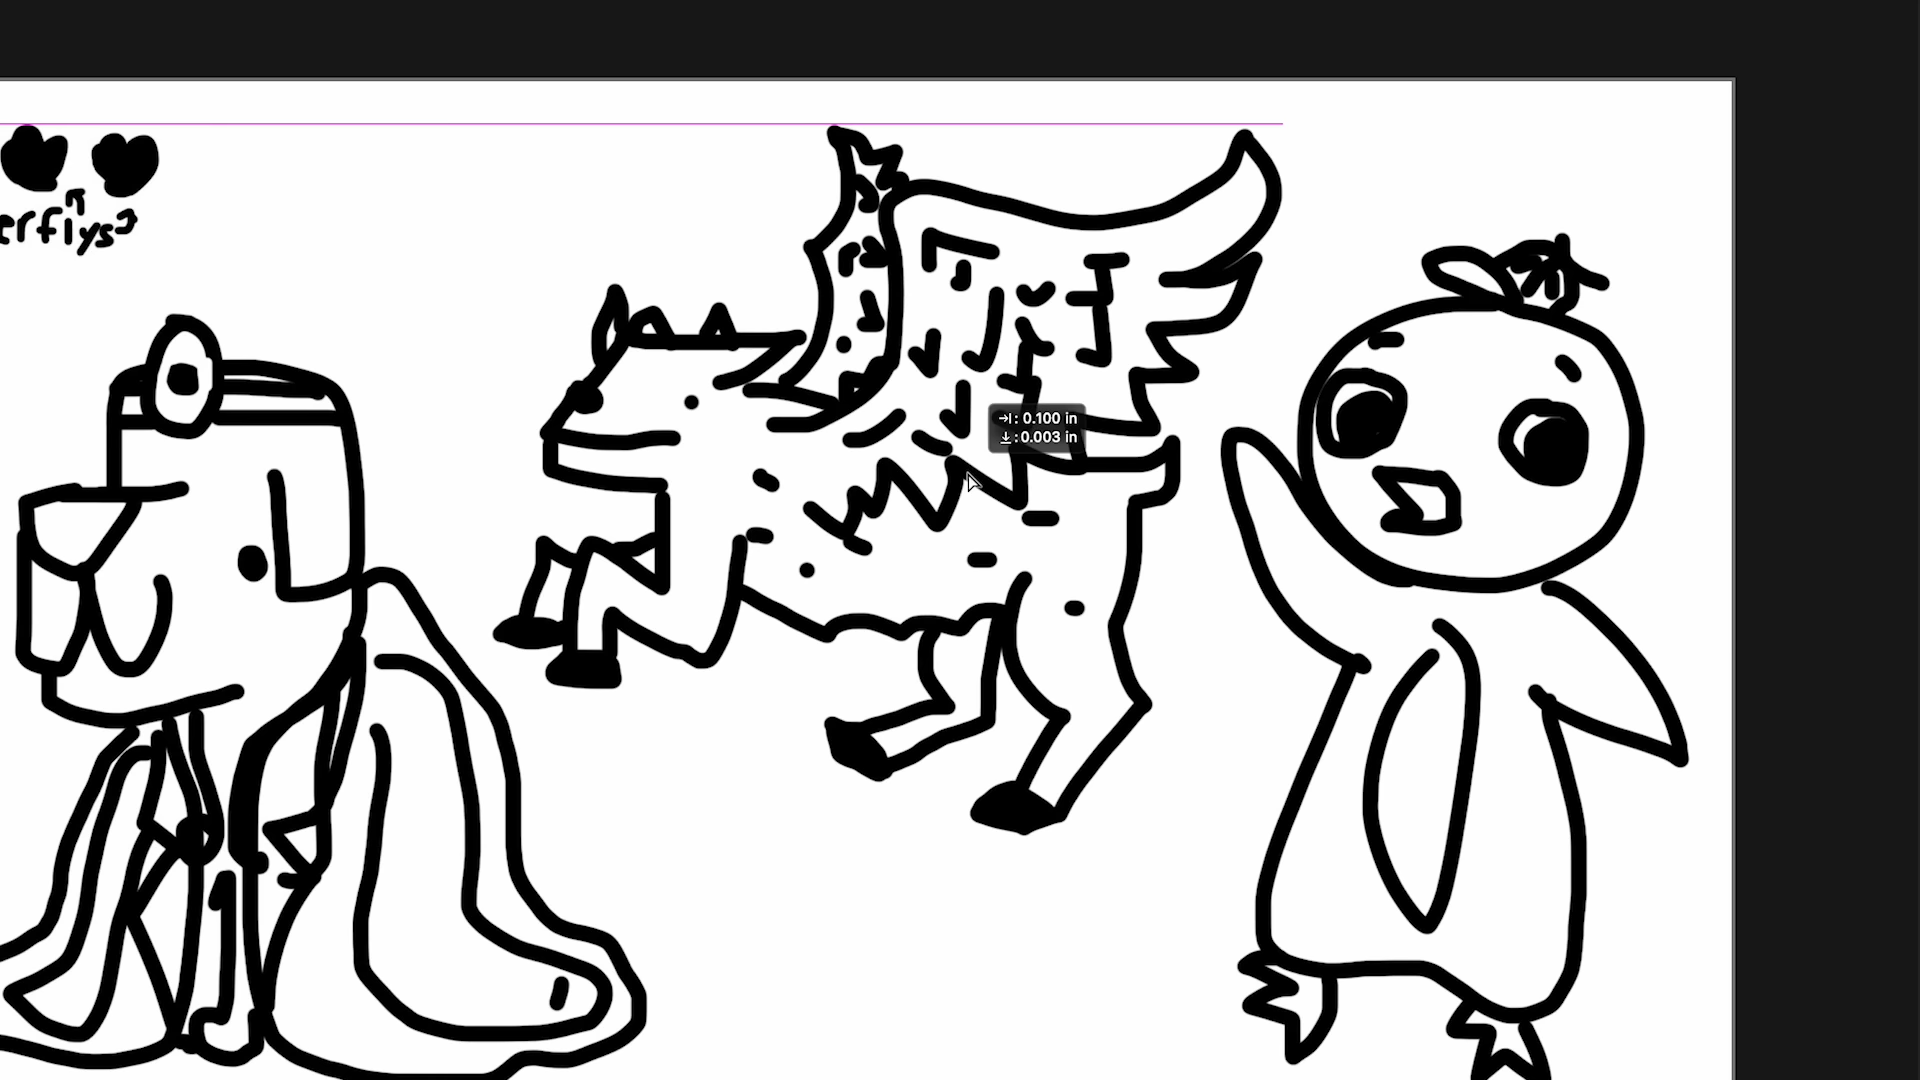 erflys
→|: 0.100 in
↓: 0.003 in